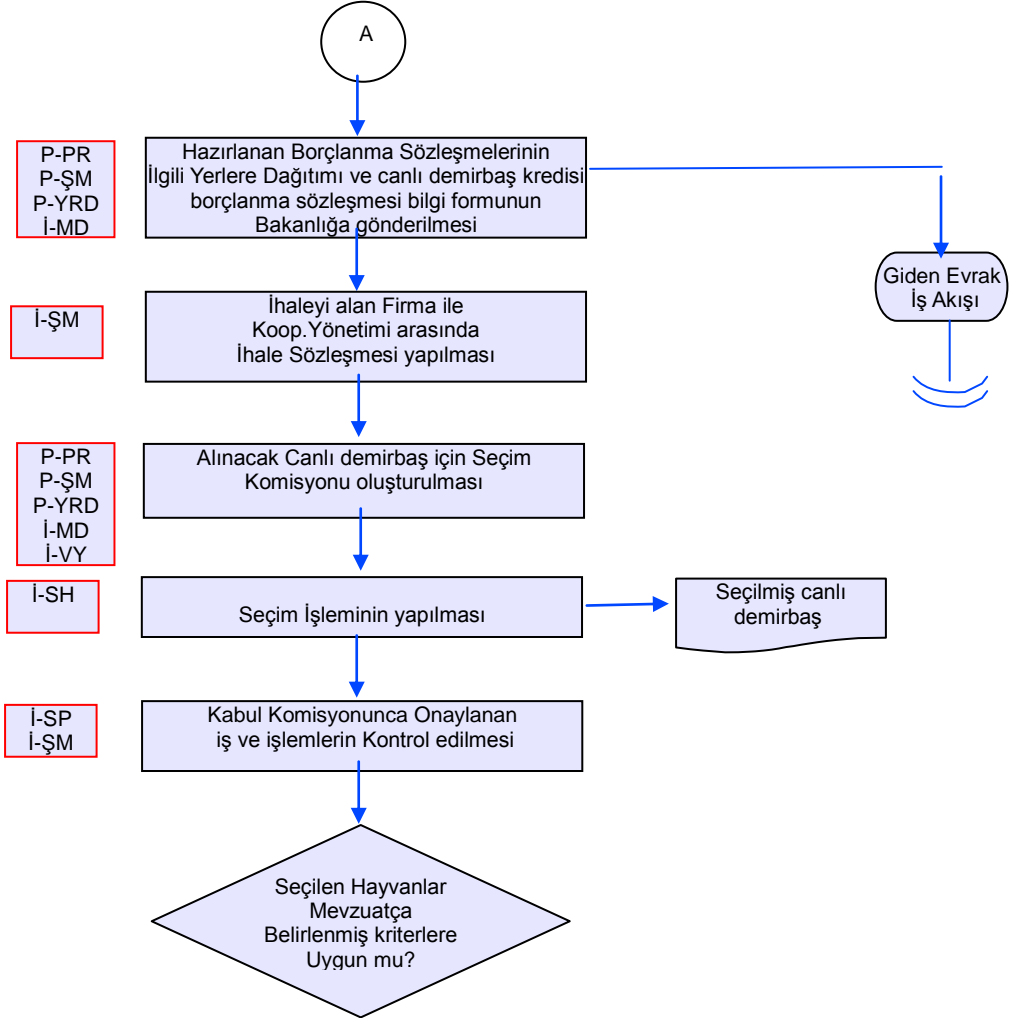 A
P-PR
P-ŞM
P-YRD
İ-MD
Hazırlanan Borçlanma Sözleşmelerinin
İlgili Yerlere Dağıtımı ve canlı demirbaş kredisi
borçlanma sözleşmesi bilgi formunun
Bakanlığa gönderilmesi
Giden Evrak
İş Akışı
İ-ŞM
İhaleyi alan Firma ile
Koop.Yönetimi arasında
İhale Sözleşmesi yapılması
P-PR
P-ŞM
P-YRD
İ-MD
İ-VY
Alınacak Canlı demirbaş için Seçim
Komisyonu oluşturulması
İ-SH
Seçim İşleminin yapılması
Seçilmiş canlı
demirbaş
İ-SP
İ-ŞM
Kabul Komisyonunca Onaylanan
iş ve işlemlerin Kontrol edilmesi
Seçilen Hayvanlar
Mevzuatça
Belirlenmiş kriterlere
Uygun mu?